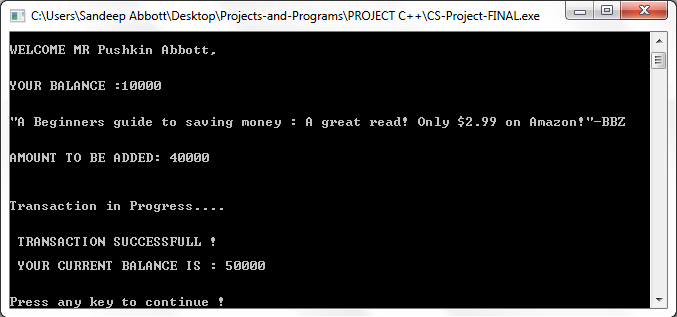 C:\Users\Sandeep Abbott\Desktop\Projects-and-Programs\PROJECT C++\CS-Project-FINAL.exe
WELCOME MR Pushkin Abbott,
YOUR BALANCE :10000
"A Beginners guide to saving money : A great read! Only $2.99 on Amazon!"-BBZ
AMOUNT TO BE ADDED: 40000
Transaction in Progress....
TRANSACTION SUCCESSFULL !
YOUR CURRENT BALANCE IS : 50000
Press any key to continue !